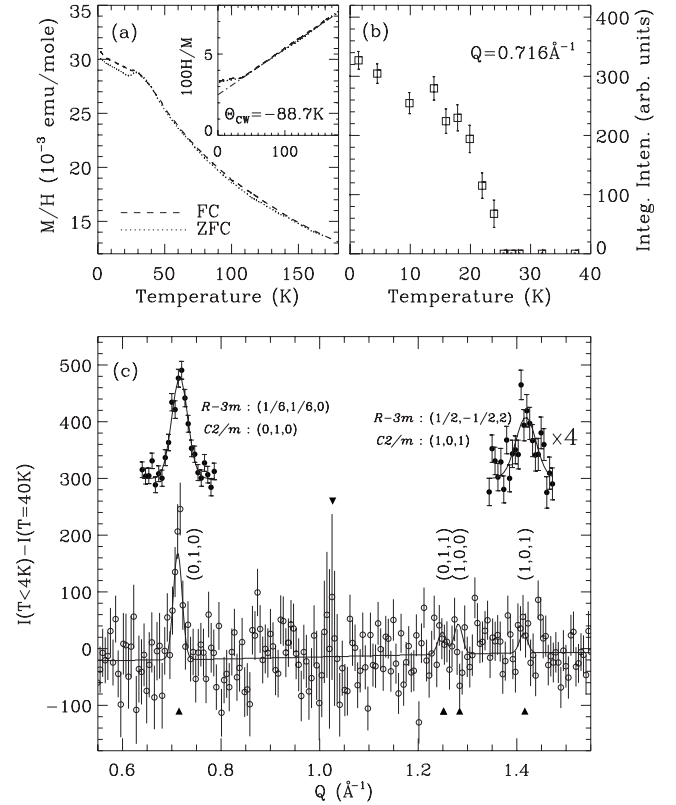 (a)
M/H (10⁻³ emu/mole)
35
30
25
20
15
FC
ZFC
0 50 100 150
Temperature (K)
100H/M
5
0
Θ_CW=−88.7K
0 100
(b)
Q=0.716Å⁻¹
400
300
200
100
0
Integ. Inten. (arb. units)
0 10 20 30 40
Temperature (K)
(c)
I(T<4K)−I(T=40K)
500
400
300
200
100
0
−100
R-3m : (1/6,1/6,0)
C2/m : (0,1,0)
R-3m : (1/2,-1/2,2)
C2/m : (1,0,1)
×4
(0,1,0)
(0,1,1)
(1,0,0)
(1,0,1)
0.6 0.8 1.0 1.2 1.4
Q (Å⁻¹)